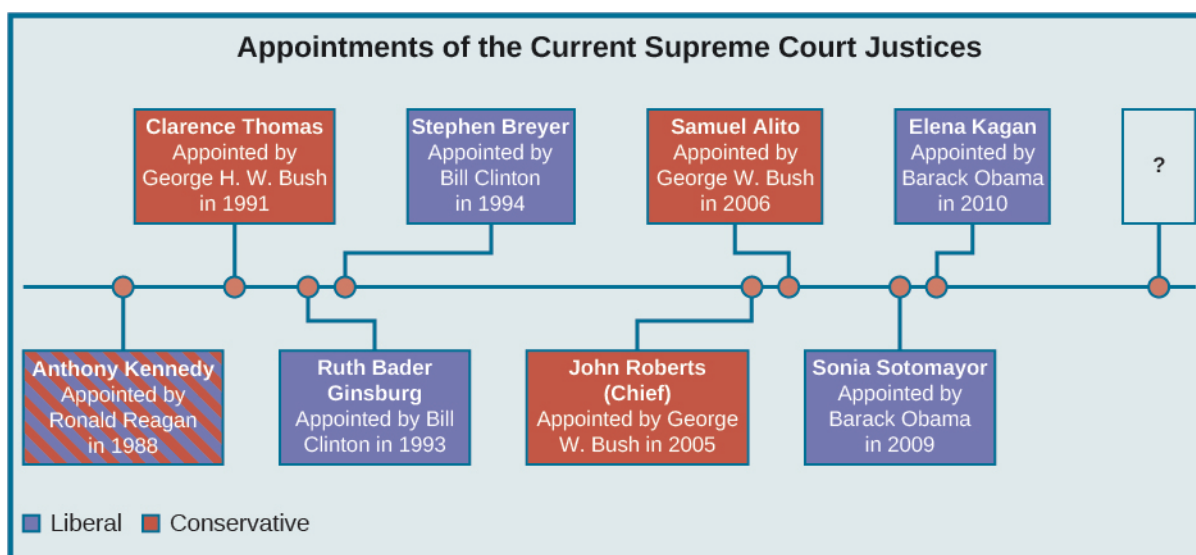 Appointments of the Current Supreme Court Justices
Clarence Thomas
Appointed by
George H. W. Bush
in 1991
Stephen Breyer
Appointed by
Bill Clinton
in 1994
Samuel Alito
Appointed by
George W. Bush
in 2006
Elena Kagan
Appointed by
Barack Obama
in 2010
?
Anthony Kennedy
Appointed by
Ronald Reagan
in 1988
Ruth Bader
Ginsburg
Appointed by Bill
Clinton in 1993
John Roberts
(Chief)
Appointed by George
W. Bush in 2005
Sonia Sotomayor
Appointed by
Barack Obama
in 2009
Liberal
Conservative